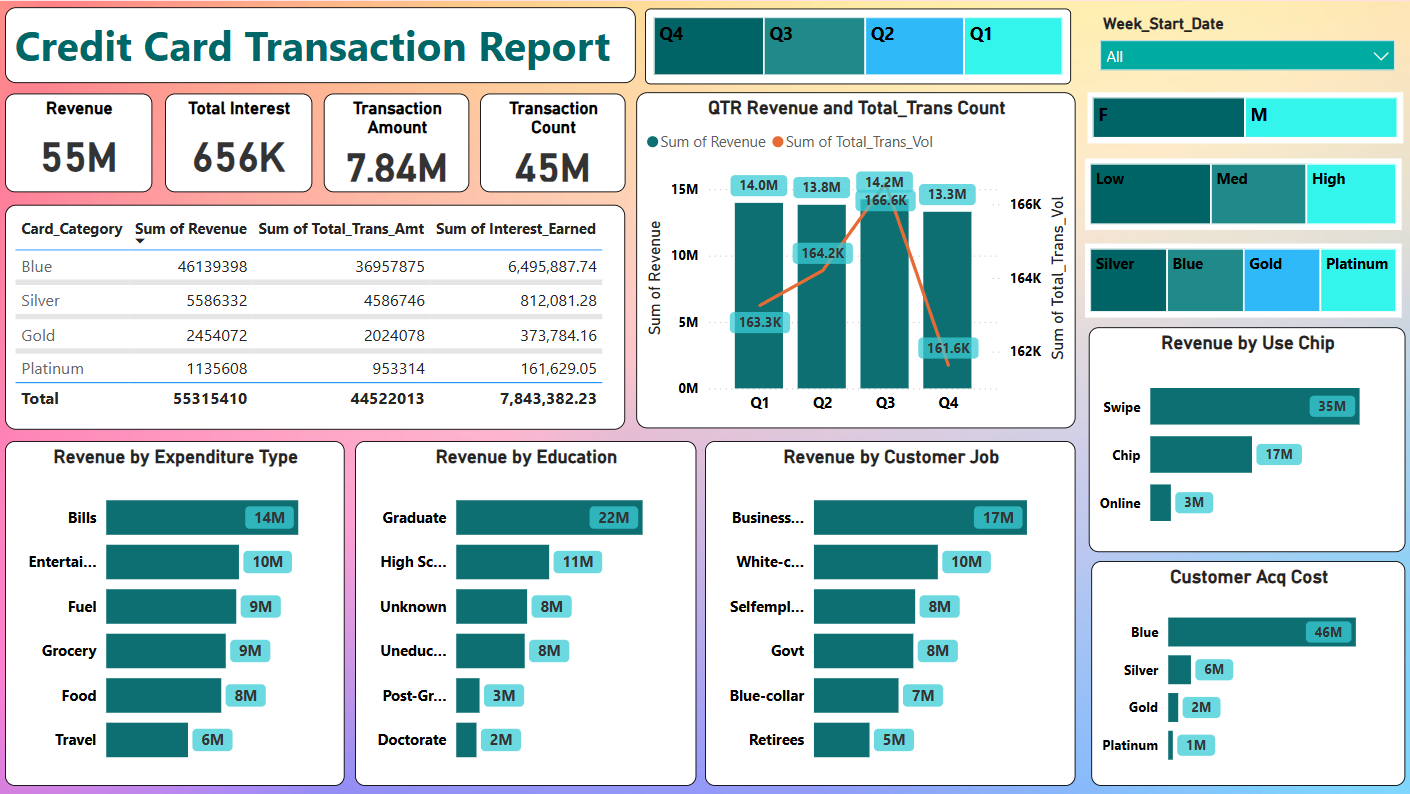 Credit Card Transaction Report
Q4 Q3 Q2 Q1
Week_Start_Date
All
F M
Low Med High
Silver Blue Gold Platinum
Revenue
55M
Total Interest
656K
Transaction
Amount
7.84M
Transaction
Count
45M
Card_Category Sum of Revenue Sum of Total_Trans_Amt Sum of Interest_Earned
Blue 46139398 36957875 6,495,887.74
Silver 5586332 4586746 812,081.28
Gold 2454072 2024078 373,784.16
Platinum 1135608 953314 161,629.05
Total 55315410 44522013 7,843,382.23
QTR Revenue and Total_Trans Count
Sum of Revenue Sum of Total_Trans_Vol
Sum of Revenue
15M
10M
5M
0M
14.0M 13.8M 14.2M 13.3M
163.3K 164.2K 166.6K 161.6K
Q1 Q2 Q3 Q4
166K
164K
162K
Sum of Total_Trans_Vol
Revenue by Use Chip
Swipe 35M
Chip 17M
Online 3M
Revenue by Expenditure Type
Bills 14M
Entertai... 10M
Fuel 9M
Grocery 9M
Food 8M
Travel 6M
Revenue by Education
Graduate 22M
High Sc... 11M
Unknown 8M
Uneduc... 8M
Post-Gr... 3M
Doctorate 2M
Revenue by Customer Job
Business... 17M
White-c... 10M
Selfempl... 8M
Govt 8M
Blue-collar 7M
Retirees 5M
Customer Acq Cost
Blue 46M
Silver 6M
Gold 2M
Platinum 1M